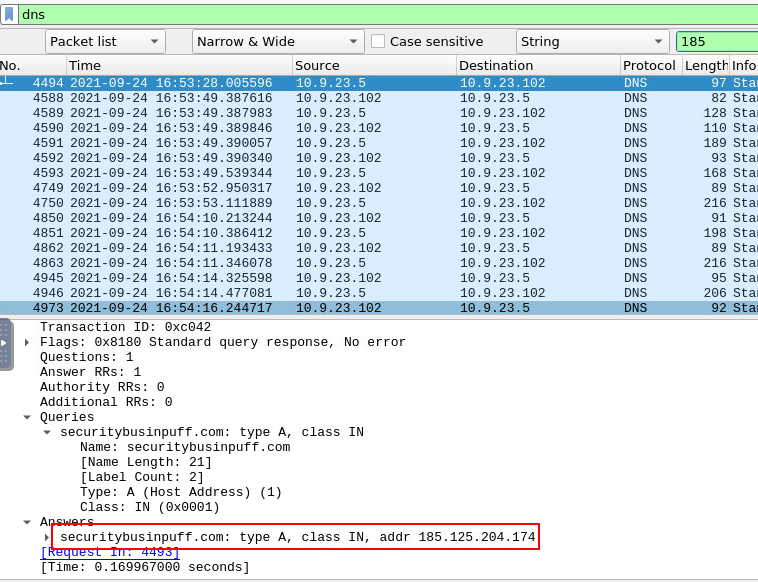 dns
Packet list Narrow & Wide Case sensitive String 185
No. Time Source Destination Protocol Length Info
4494 2021-09-24 16:53:28.005596 10.9.23.5 10.9.23.102 DNS 97 Star
4588 2021-09-24 16:53:49.387616 10.9.23.102 10.9.23.5 DNS 82 Star
4589 2021-09-24 16:53:49.387983 10.9.23.5 10.9.23.102 DNS 128 Star
4590 2021-09-24 16:53:49.389846 10.9.23.102 10.9.23.5 DNS 110 Star
4591 2021-09-24 16:53:49.390057 10.9.23.5 10.9.23.102 DNS 189 Star
4592 2021-09-24 16:53:49.390340 10.9.23.102 10.9.23.5 DNS 93 Star
4593 2021-09-24 16:53:49.539344 10.9.23.5 10.9.23.102 DNS 168 Star
4749 2021-09-24 16:53:52.950317 10.9.23.102 10.9.23.5 DNS 89 Star
4750 2021-09-24 16:53:53.111889 10.9.23.5 10.9.23.102 DNS 216 Star
4850 2021-09-24 16:54:10.213244 10.9.23.102 10.9.23.5 DNS 91 Star
4851 2021-09-24 16:54:10.386412 10.9.23.5 10.9.23.102 DNS 198 Star
4862 2021-09-24 16:54:11.193433 10.9.23.102 10.9.23.5 DNS 89 Star
4863 2021-09-24 16:54:11.346078 10.9.23.5 10.9.23.102 DNS 216 Star
4945 2021-09-24 16:54:14.325598 10.9.23.102 10.9.23.5 DNS 95 Star
4946 2021-09-24 16:54:14.477081 10.9.23.5 10.9.23.102 DNS 206 Star
4973 2021-09-24 16:54:16.244717 10.9.23.102 10.9.23.5 DNS 92 Star
Transaction ID: 0xc042
Flags: 0x8180 Standard query response, No error
Questions: 1
Answer RRs: 1
Authority RRs: 0
Additional RRs: 0
Queries
securitybusinpuff.com: type A, class IN
Name: securitybusinpuff.com
[Name Length: 21]
[Label Count: 2]
Type: A (Host Address) (1)
Class: IN (0x0001)
Answers
securitybusinpuff.com: type A, class IN, addr 185.125.204.174
[Request In: 4493]
[Time: 0.169967000 seconds]